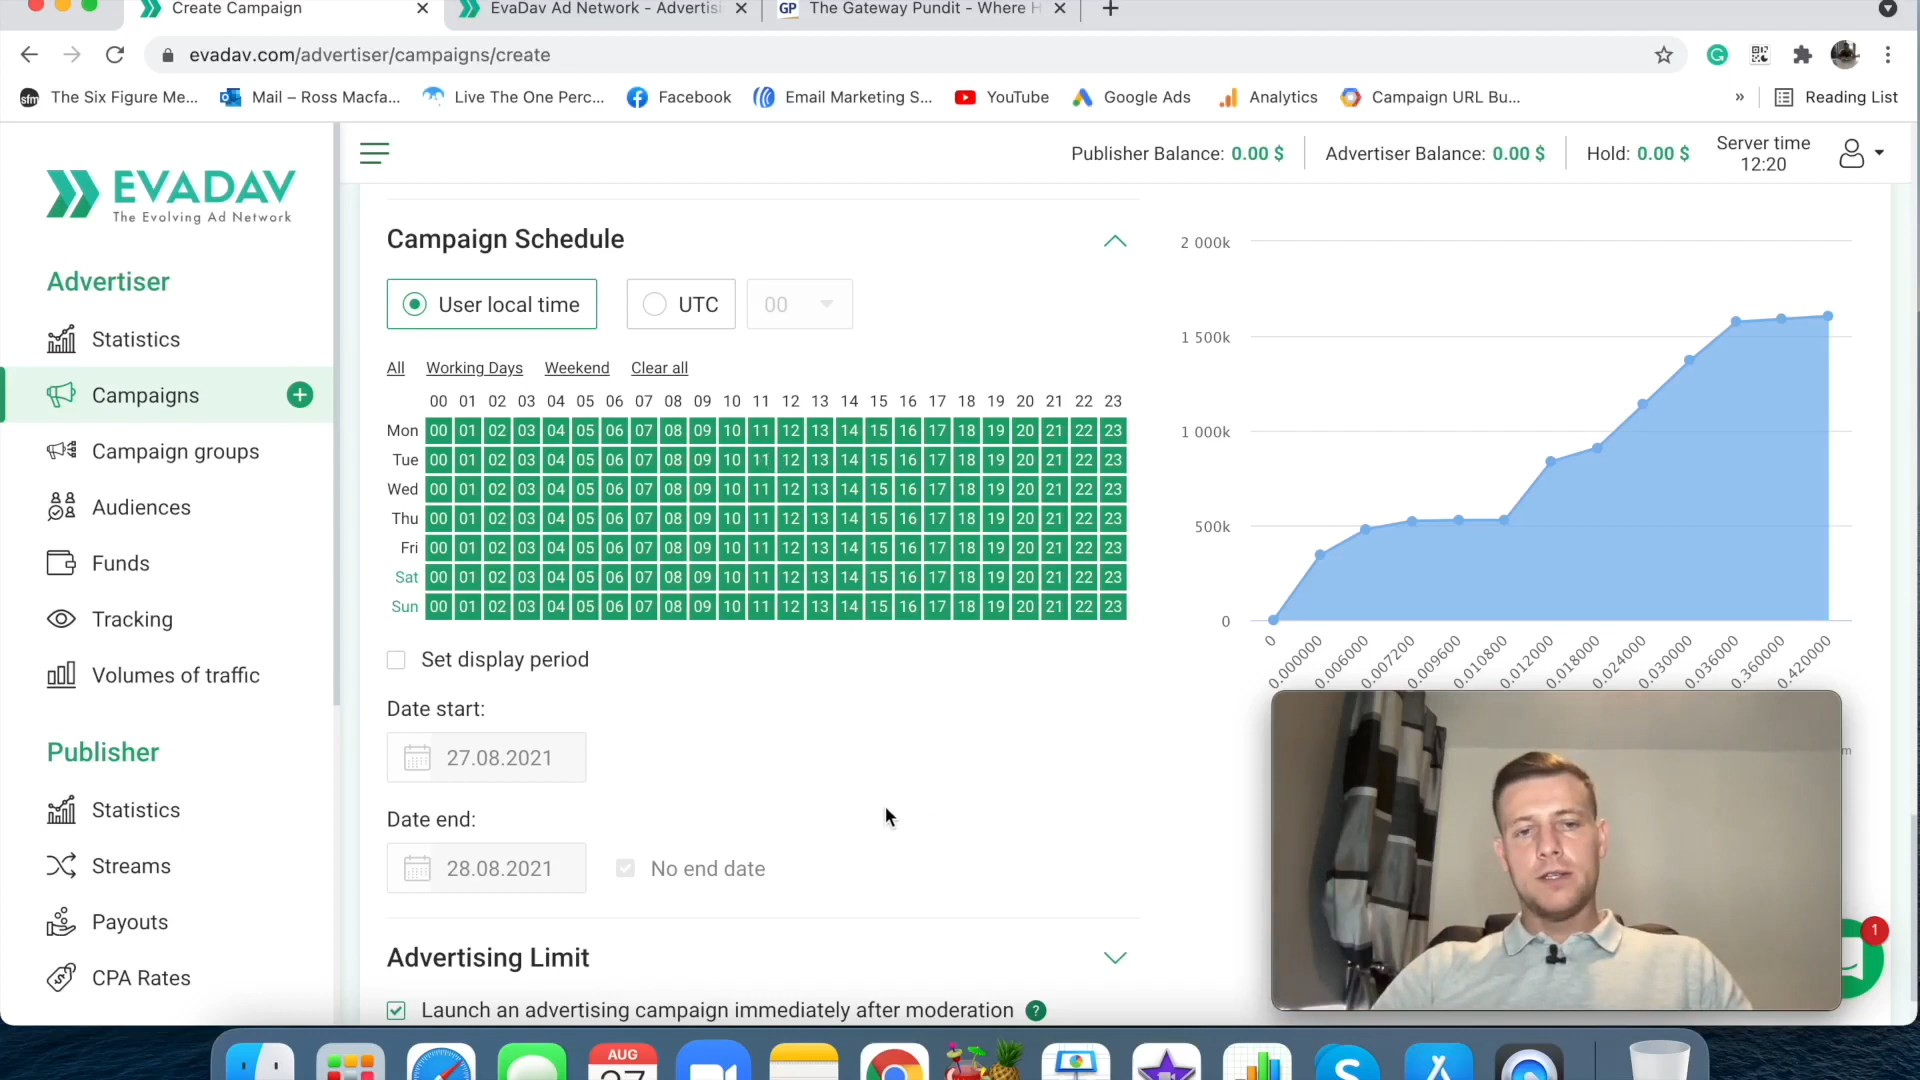 Create Campaign
EvaDav Ad Network - Advertisi
GP The Gateway Pundit - Where H
evadav.com/advertiser/campaigns/create
sfm The Six Figure Me...
Mail – Ross Macfa...
Live The One Perc...
Facebook
Email Marketing S...
YouTube
Google Ads
Analytics
Campaign URL Bu...
»
Reading List
EVADAV
The Evolving Ad Network
Publisher Balance: 0.00 $
Advertiser Balance: 0.00 $
Hold: 0.00 $
Server time
12:20
Advertiser
Statistics
Campaigns
Campaign groups
Audiences
Funds
Tracking
Volumes of traffic
Publisher
Statistics
Streams
Payouts
CPA Rates
Campaign Schedule
User local time
UTC
00
All Working Days Weekend Clear all
00 01 02 03 04 05 06 07 08 09 10 11 12 13 14 15 16 17 18 19 20 21 22 23
Mon 00 01 02 03 04 05 06 07 08 09 10 11 12 13 14 15 16 17 18 19 20 21 22 23
Tue 00 01 02 03 04 05 06 07 08 09 10 11 12 13 14 15 16 17 18 19 20 21 22 23
Wed 00 01 02 03 04 05 06 07 08 09 10 11 12 13 14 15 16 17 18 19 20 21 22 23
Thu 00 01 02 03 04 05 06 07 08 09 10 11 12 13 14 15 16 17 18 19 20 21 22 23
Fri 00 01 02 03 04 05 06 07 08 09 10 11 12 13 14 15 16 17 18 19 20 21 22 23
Sat 00 01 02 03 04 05 06 07 08 09 10 11 12 13 14 15 16 17 18 19 20 21 22 23
Sun 00 01 02 03 04 05 06 07 08 09 10 11 12 13 14 15 16 17 18 19 20 21 22 23
Set display period
Date start:
27.08.2021
Date end:
28.08.2021
No end date
Advertising Limit
Launch an advertising campaign immediately after moderation ?
2 000k
1 500k
1 000k
500k
0
0
0.000000
0.006000
0.007200
0.009600
0.010800
0.012000
0.018000
0.024000
0.030000
0.036000
0.360000
0.420000
m
1
AUG
27